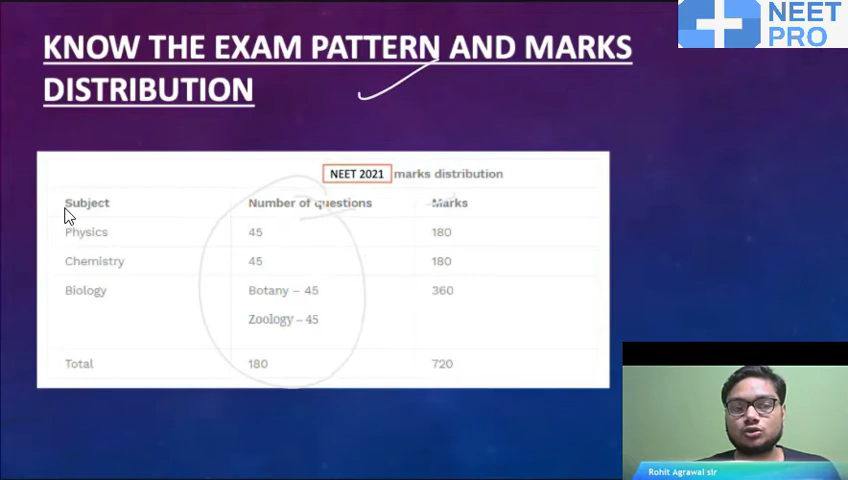 NEET
PRO
KNOW THE EXAM PATTERN AND MARKS
DISTRIBUTION
NEET 2021 marks distribution
Subject Number of questions Marks
Physics 45 180
Chemistry 45 180
Biology Botany – 45 360
Zoology – 45
Total 180 720
Rohit Agrawal sir